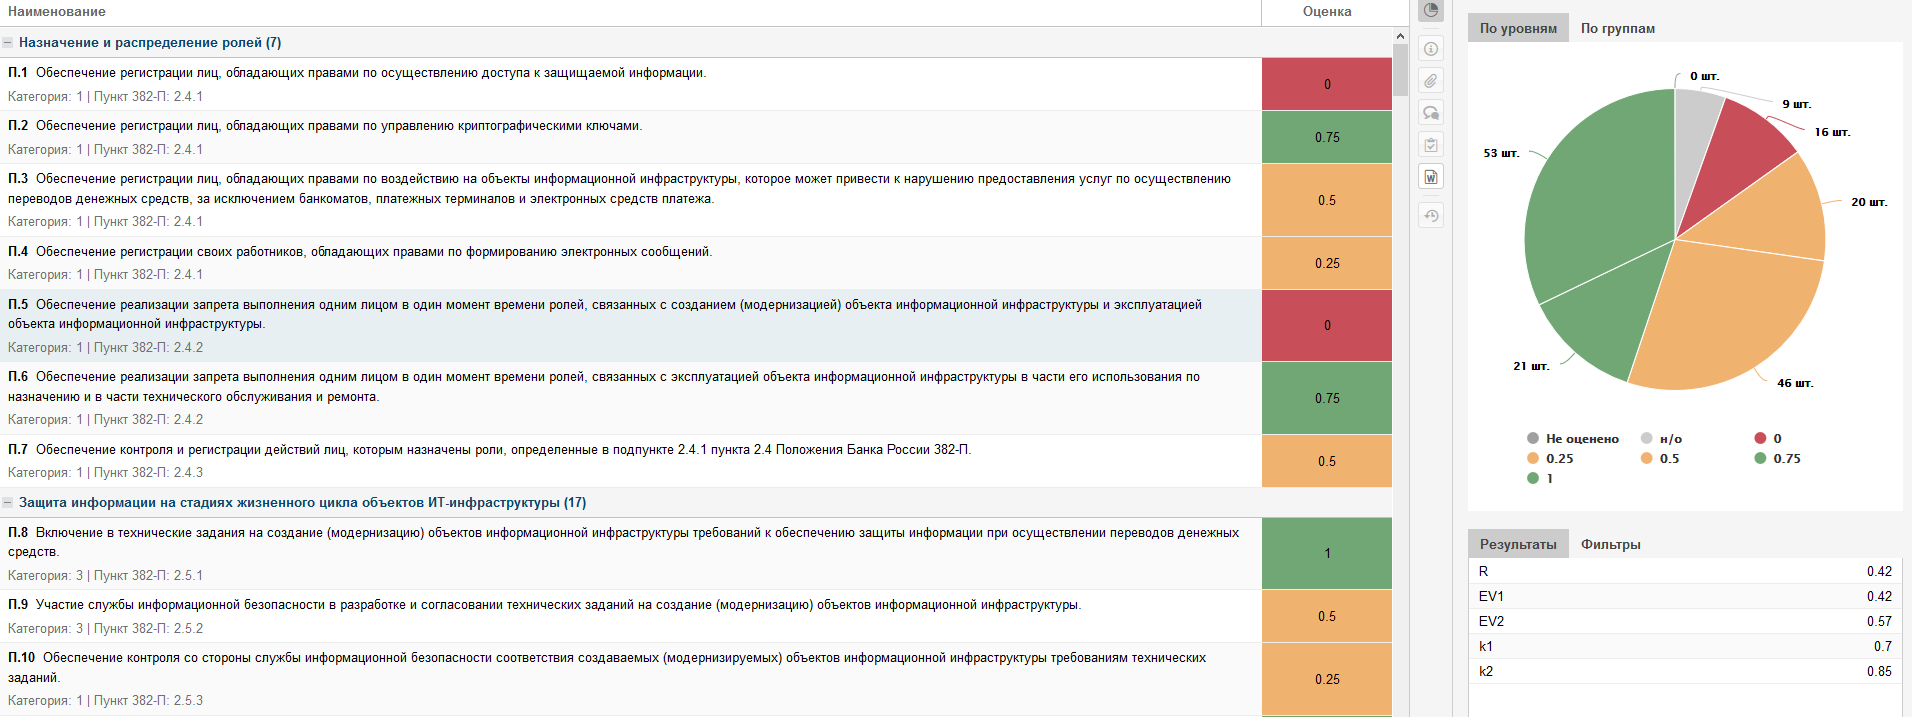 Наименование
Оценка
Назначение и распределение ролей (7)
П.1 Обеспечение регистрации лиц, обладающих правами по осуществлению доступа к защищаемой информации.
Категория: 1 | Пункт 382-П: 2.4.1
0
П.2 Обеспечение регистрации лиц, обладающих правами по управлению криптографическими ключами.
Категория: 1 | Пункт 382-П: 2.4.1
0.75
П.3 Обеспечение регистрации лиц, обладающих правами по воздействию на объекты информационной инфраструктуры, которое может привести к нарушению предоставления услуг по осуществлению
переводов денежных средств, за исключением банкоматов, платежных терминалов и электронных средств платежа.
Категория: 1 | Пункт 382-П: 2.4.1
0.5
П.4 Обеспечение регистрации своих работников, обладающих правами по формированию электронных сообщений.
Категория: 1 | Пункт 382-П: 2.4.1
0.25
П.5 Обеспечение реализации запрета выполнения одним лицом в один момент времени ролей, связанных с созданием (модернизацией) объекта информационной инфраструктуры и эксплуатацией
объекта информационной инфраструктуры.
Категория: 1 | Пункт 382-П: 2.4.2
0
П.6 Обеспечение реализации запрета выполнения одним лицом в один момент времени ролей, связанных с эксплуатацией объекта информационной инфраструктуры в части его использования по
назначению и в части технического обслуживания и ремонта.
Категория: 1 | Пункт 382-П: 2.4.2
0.75
П.7 Обеспечение контроля и регистрации действий лиц, которым назначены роли, определенные в подпункте 2.4.1 пункта 2.4 Положения Банка России 382-П.
Категория: 1 | Пункт 382-П: 2.4.3
0.5
Защита информации на стадиях жизненного цикла объектов ИТ-инфраструктуры (17)
П.8 Включение в технические задания на создание (модернизацию) объектов информационной инфраструктуры требований к обеспечению защиты информации при осуществлении переводов денежных
средств.
Категория: 3 | Пункт 382-П: 2.5.1
1
П.9 Участие службы информационной безопасности в разработке и согласовании технических заданий на создание (модернизацию) объектов информационной инфраструктуры.
Категория: 3 | Пункт 382-П: 2.5.2
0.5
П.10 Обеспечение контроля со стороны службы информационной безопасности соответствия создаваемых (модернизируемых) объектов информационной инфраструктуры требованиям технических
заданий.
Категория: 1 | Пункт 382-П: 2.5.3
0.25
W
По уровням
По группам
0 шт.
9 шт.
16 шт.
53 шт.
20 шт.
21 шт.
46 шт.
Не оценено
н/о
0
0.25
0.5
0.75
1
Результаты
Фильтры
R 0.42
EV1 0.42
EV2 0.57
k1 0.7
k2 0.85